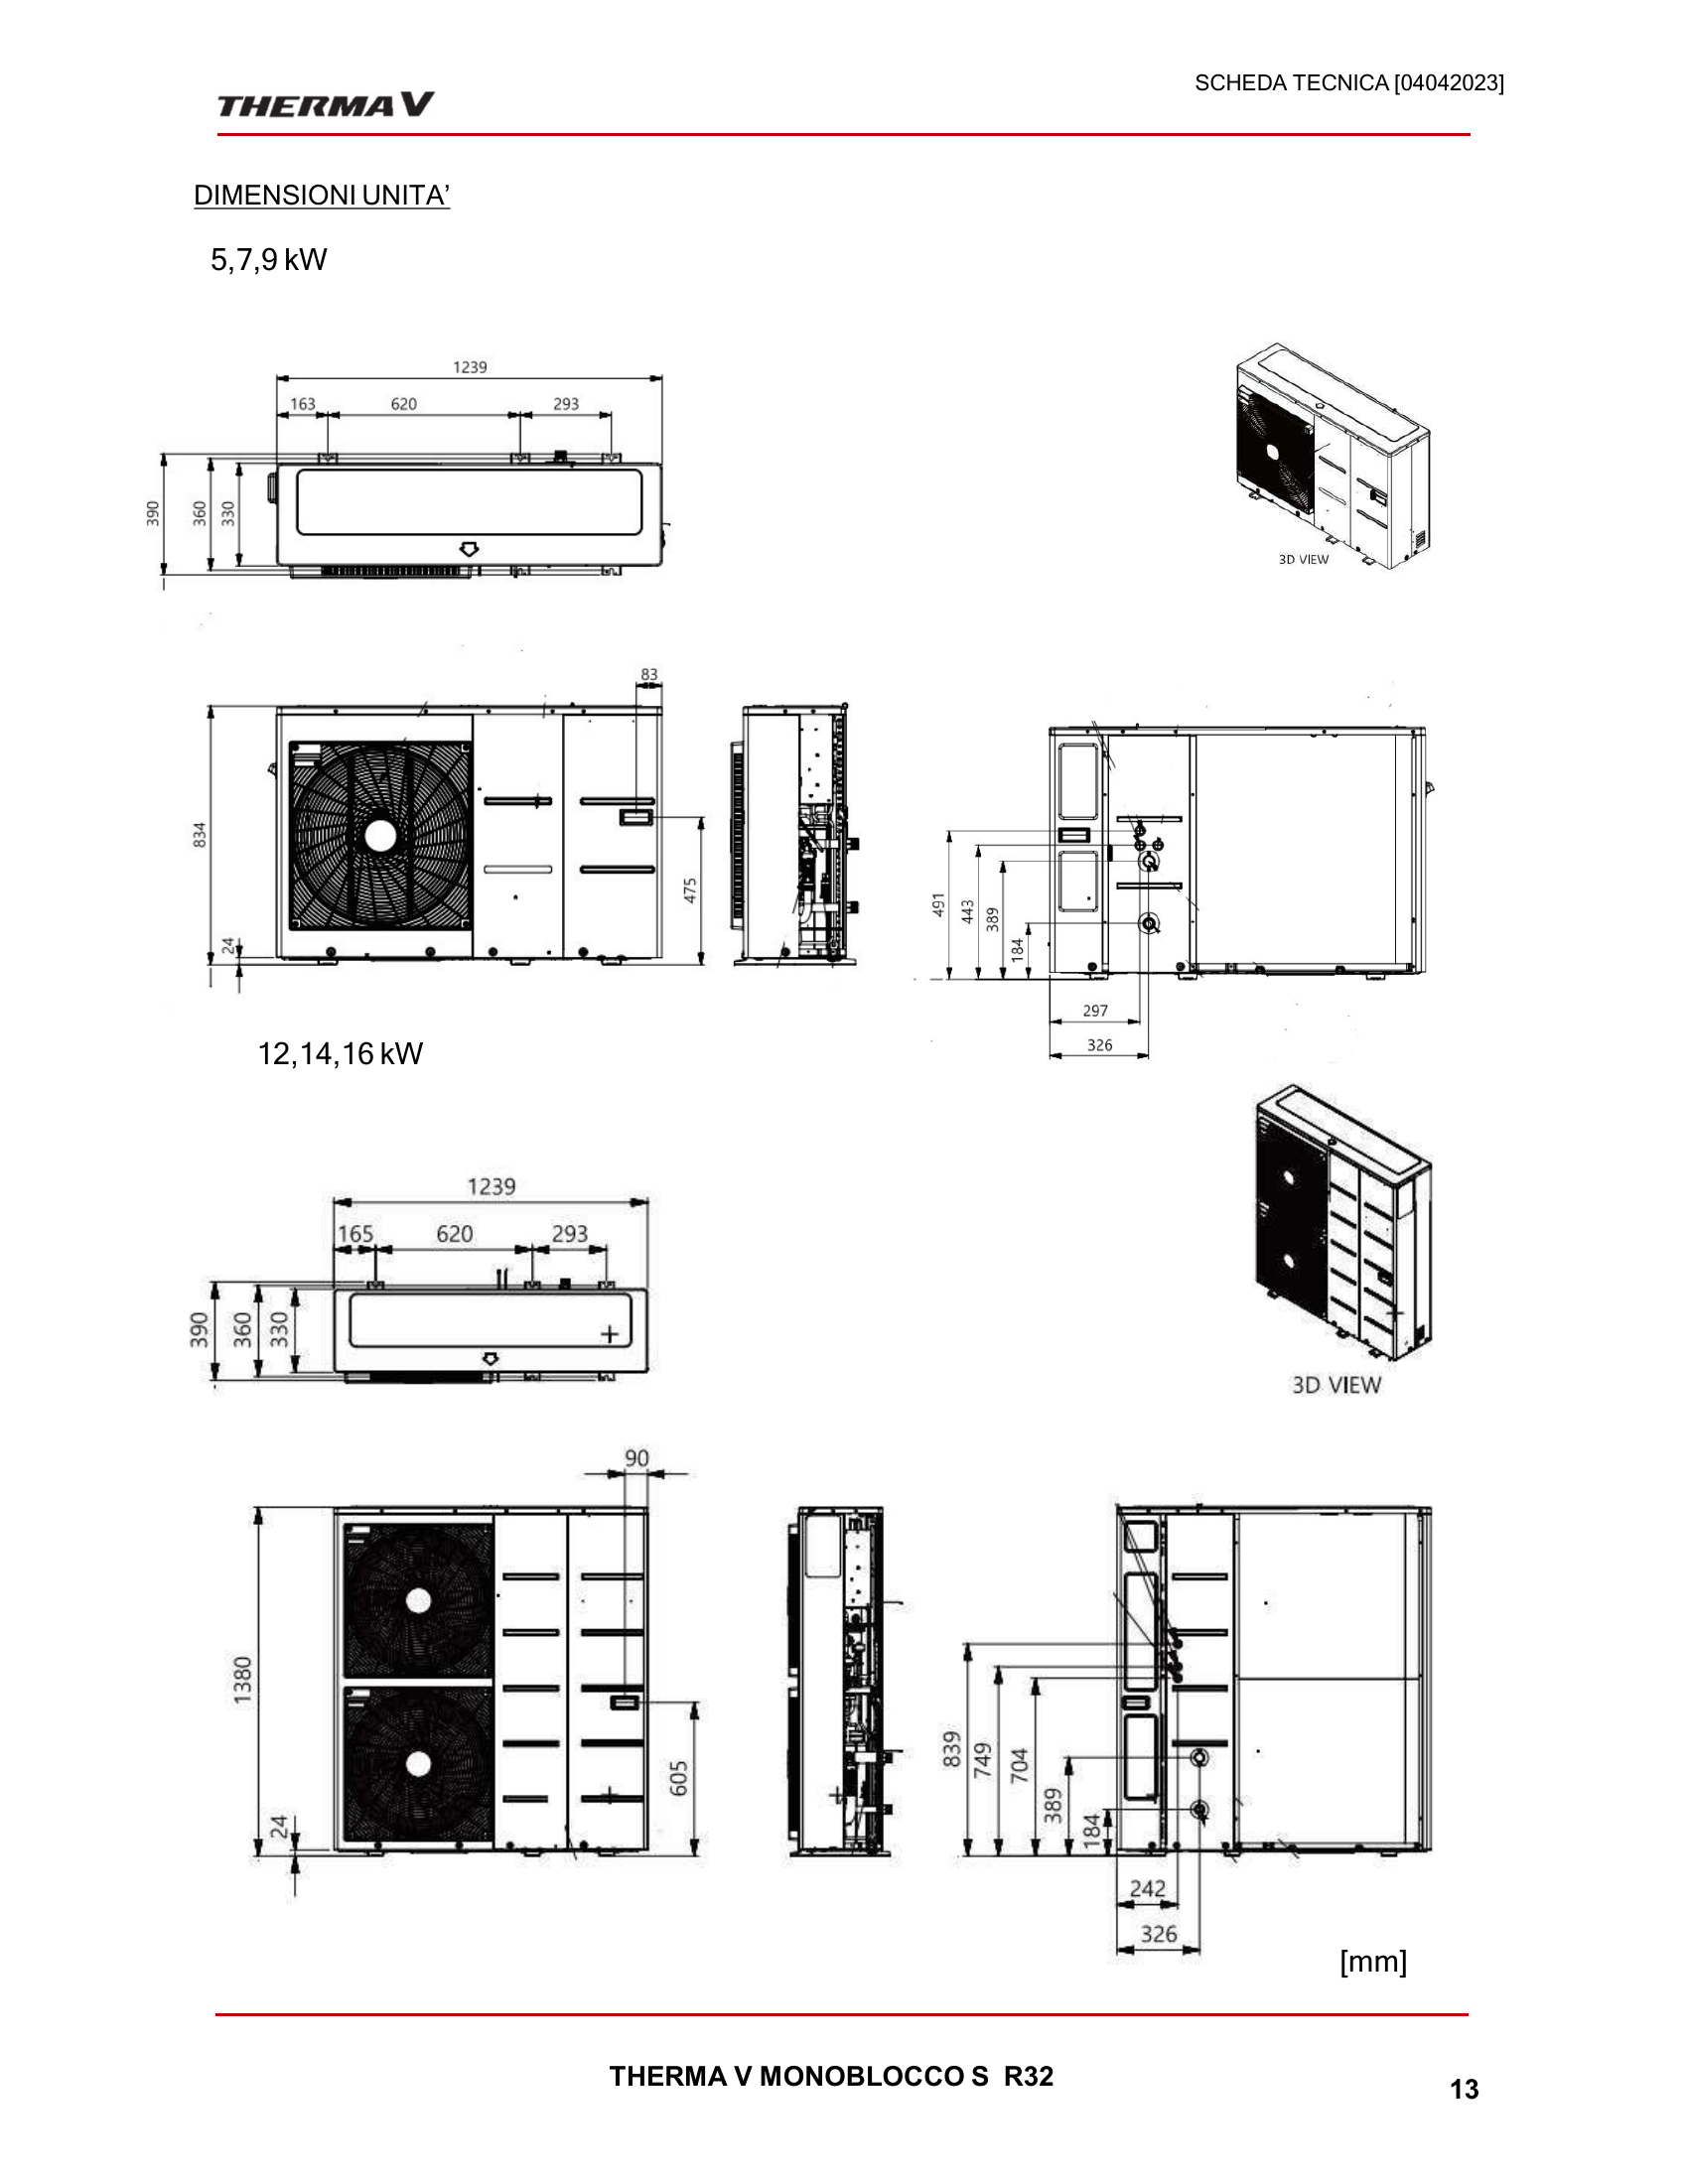 SCHEDA TECNICA [04042023]
THERMA V
DIMENSIONI UNITA’
5,7,9 kW
1239
163 620 293
390 360 330
3D VIEW
83
834
24
475
491 443 389 184
297
326
12,14,16 kW
1239
165 620 293
390 360 330
3D VIEW
90
1380
24
605
839 749 704 389 184
242
326
[mm]
THERMA V MONOBLOCCO S R32
13